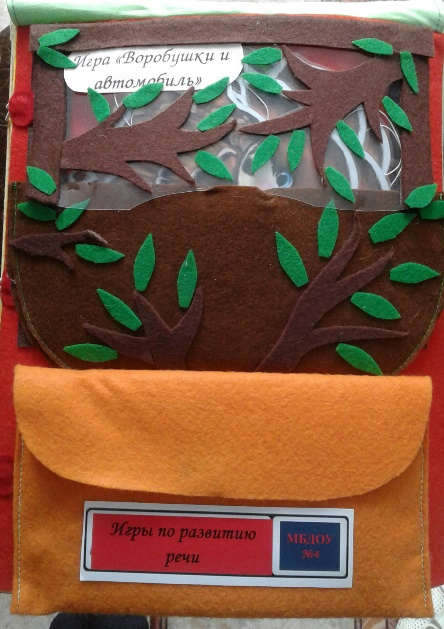 Игра «Воробушки и
автомобиль»
Игры по развитию
речи
МБДОУ
№4